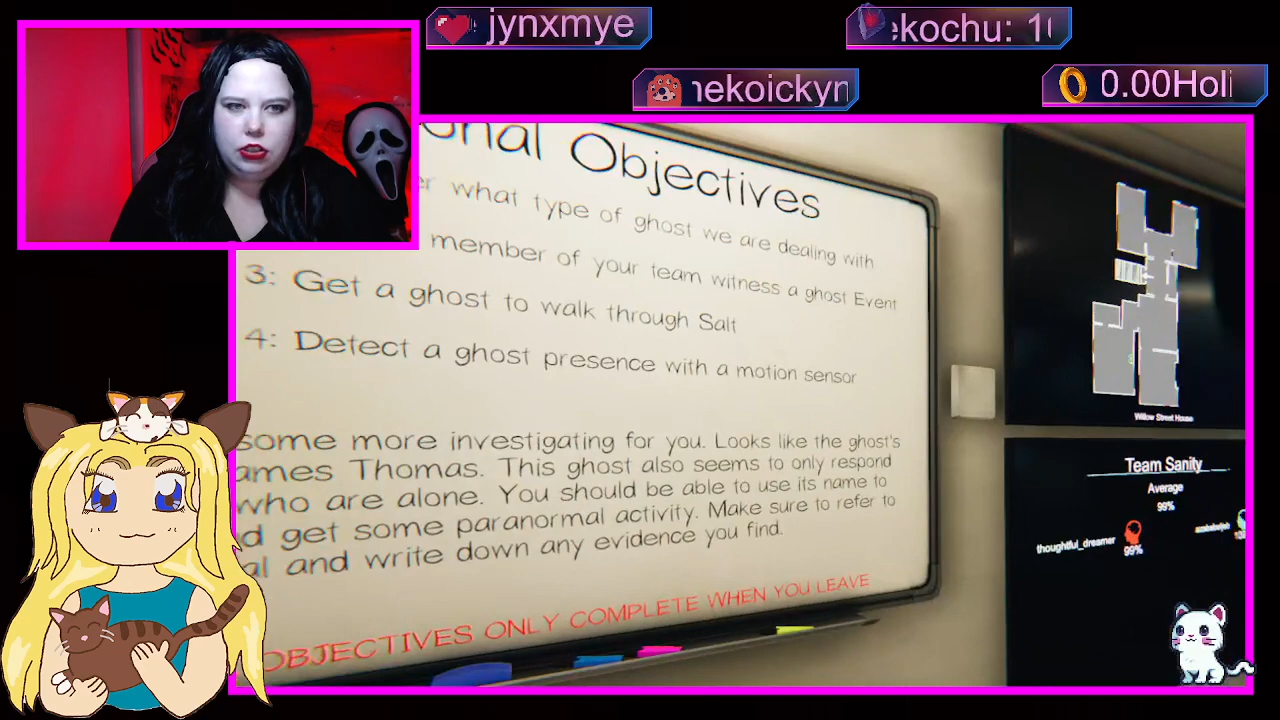 jynxmye
ekochu: 1
nekoickyn
0.00Holi
onal Objectives
er what type of ghost we are dealing with
member of your team witness a ghost Event
3: Get a ghost to walk through Salt
4: Detect a ghost presence with a motion sensor
some more investigating for you. Looks like the ghost's
ames Thomas. This ghost also seems to only respond
who are alone. You should be able to use its name to
d get some paranormal activity. Make sure to refer to
al and write down any evidence you find.
OBJECTIVES ONLY COMPLETE WHEN YOU LEAVE
Willow Street House
Team Sanity
Average
99%
thoughtful_dreamer
99%